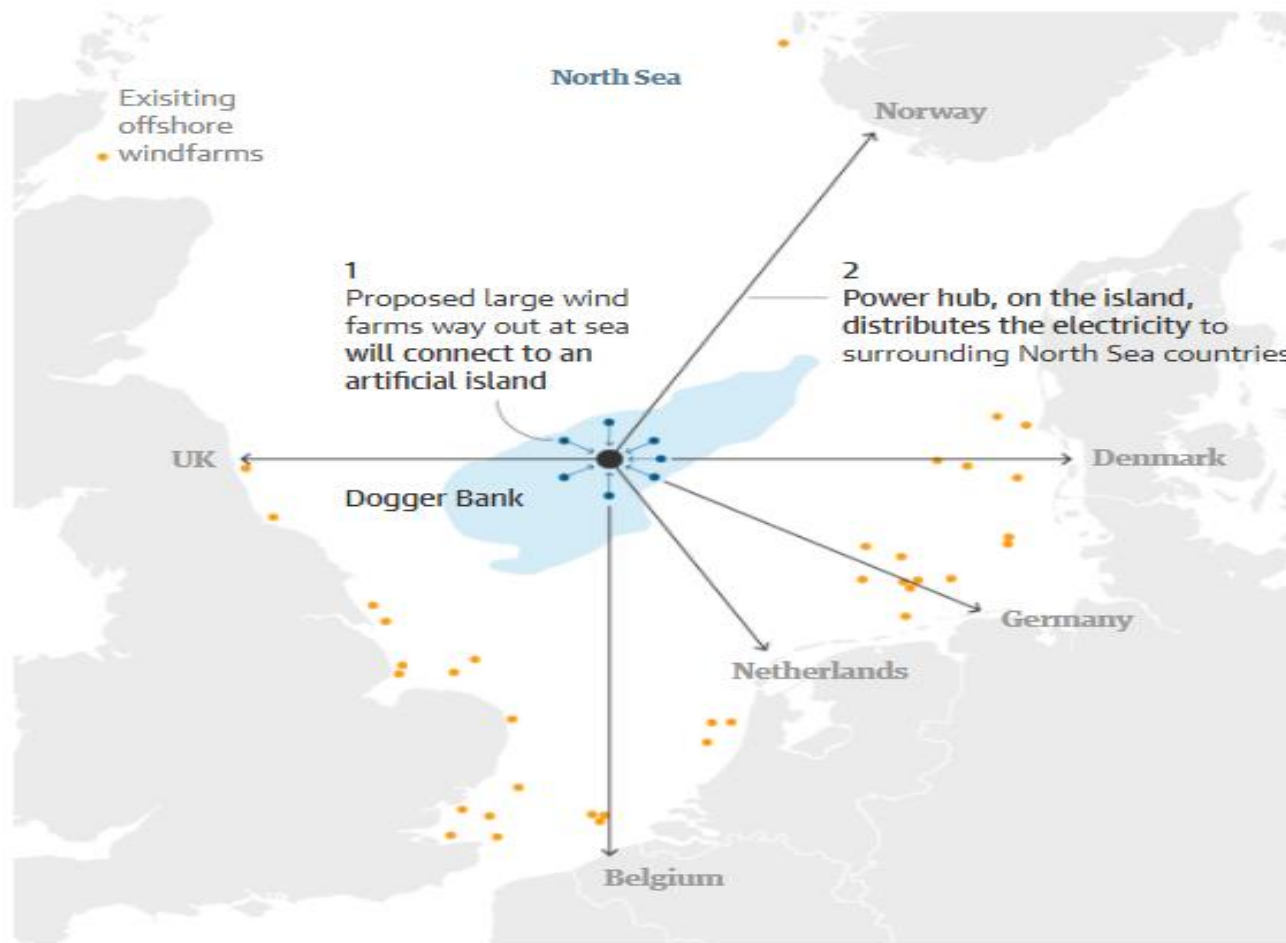 North Sea
Exisiting
offshore
windfarms
Norway
1
Proposed large wind
farms way out at sea
will connect to an
artificial island
2
Power hub, on the island,
distributes the electricity to
surrounding North Sea countries
UK
Denmark
Dogger Bank
Germany
Netherlands
Belgium